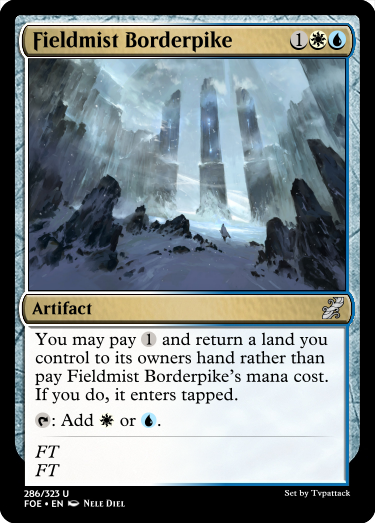 Fieldmist Borderpike 1
Artifact
You may pay 1 and return a land you
control to its owners hand rather than
pay Fieldmist Borderpike's mana cost.
If you do, it enters tapped.
: Add or .
FT
FT
286/323 U
FOE • EN Nele Diel
Set by Tvpattack